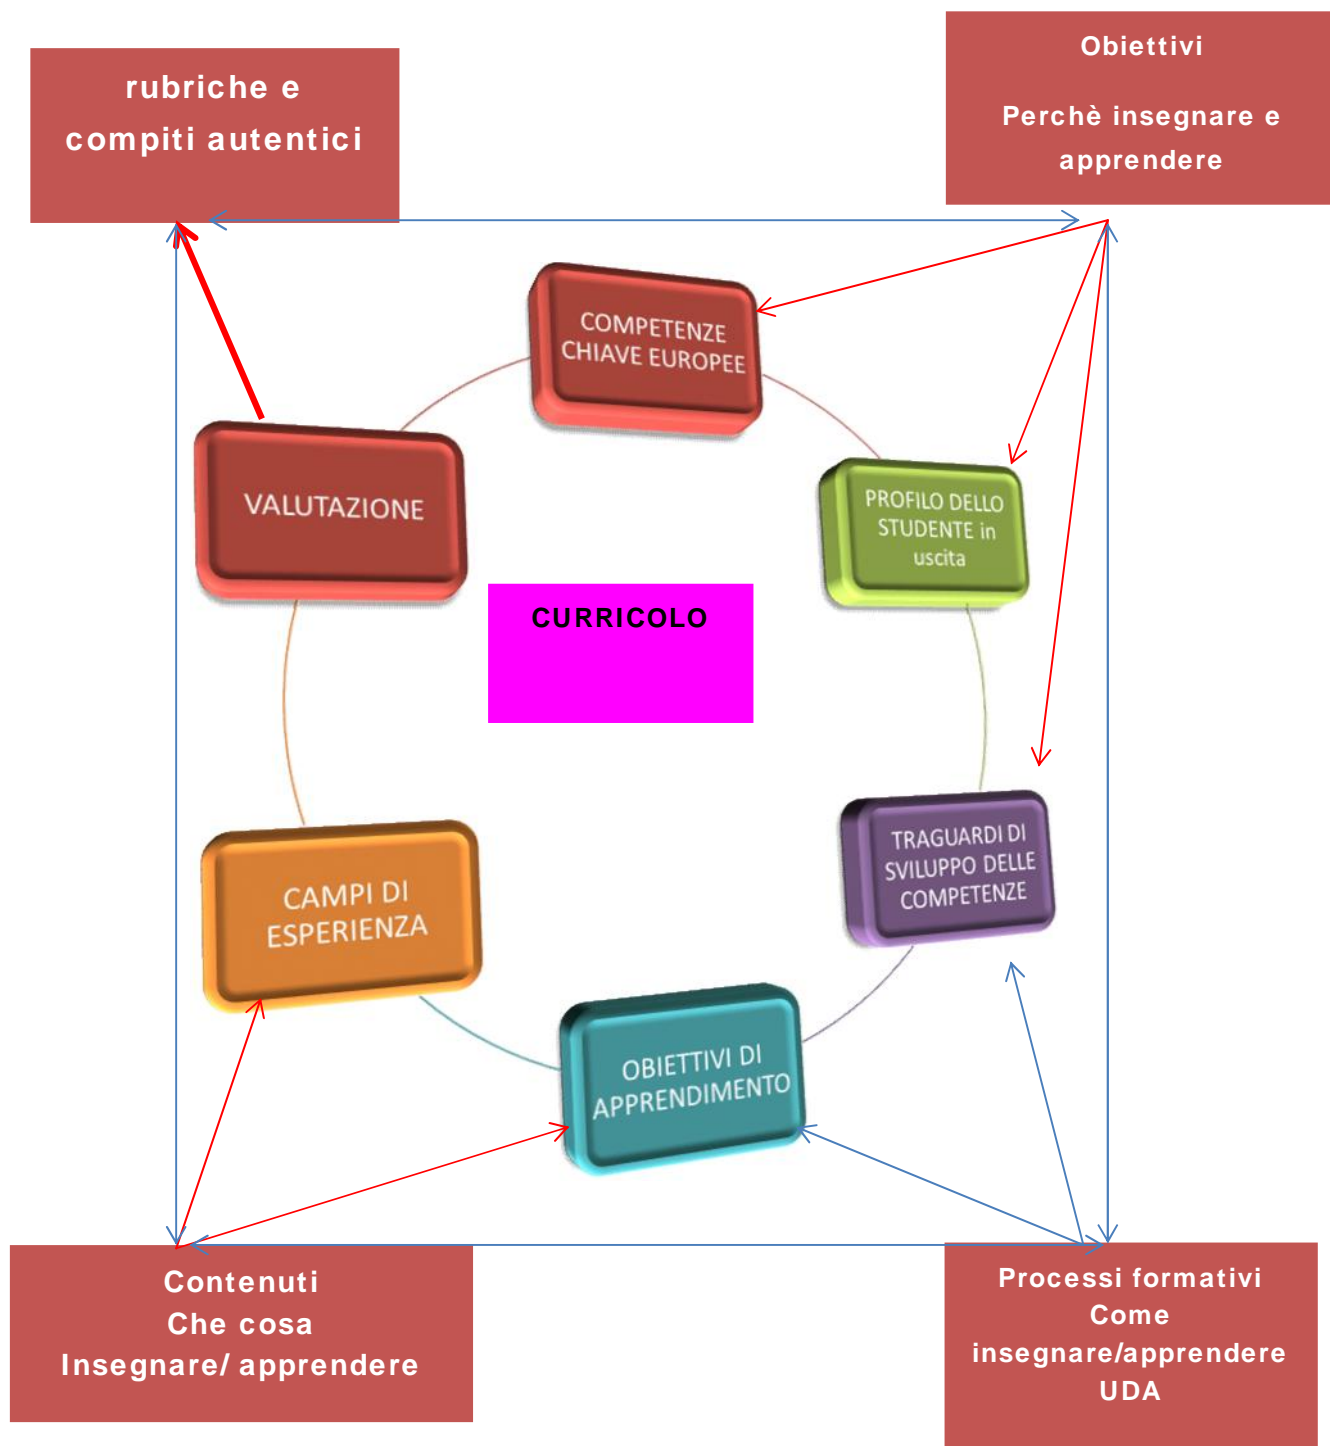 rubriche e
compiti autentici
Obiettivi
Perchè insegnare e
apprendere
COMPETENZE
CHIAVE EUROPEE
VALUTAZIONE
PROFILO DELLO
STUDENTE in
uscita
CURRICOLO
TRAGUARDI DI
SVILUPPO DELLE
COMPETENZE
CAMPI DI
ESPERIENZA
OBIETTIVI DI
APPRENDIMENTO
Contenuti
Che cosa
Insegnare/ apprendere
Processi formativi
Come
insegnare/apprendere
UDA